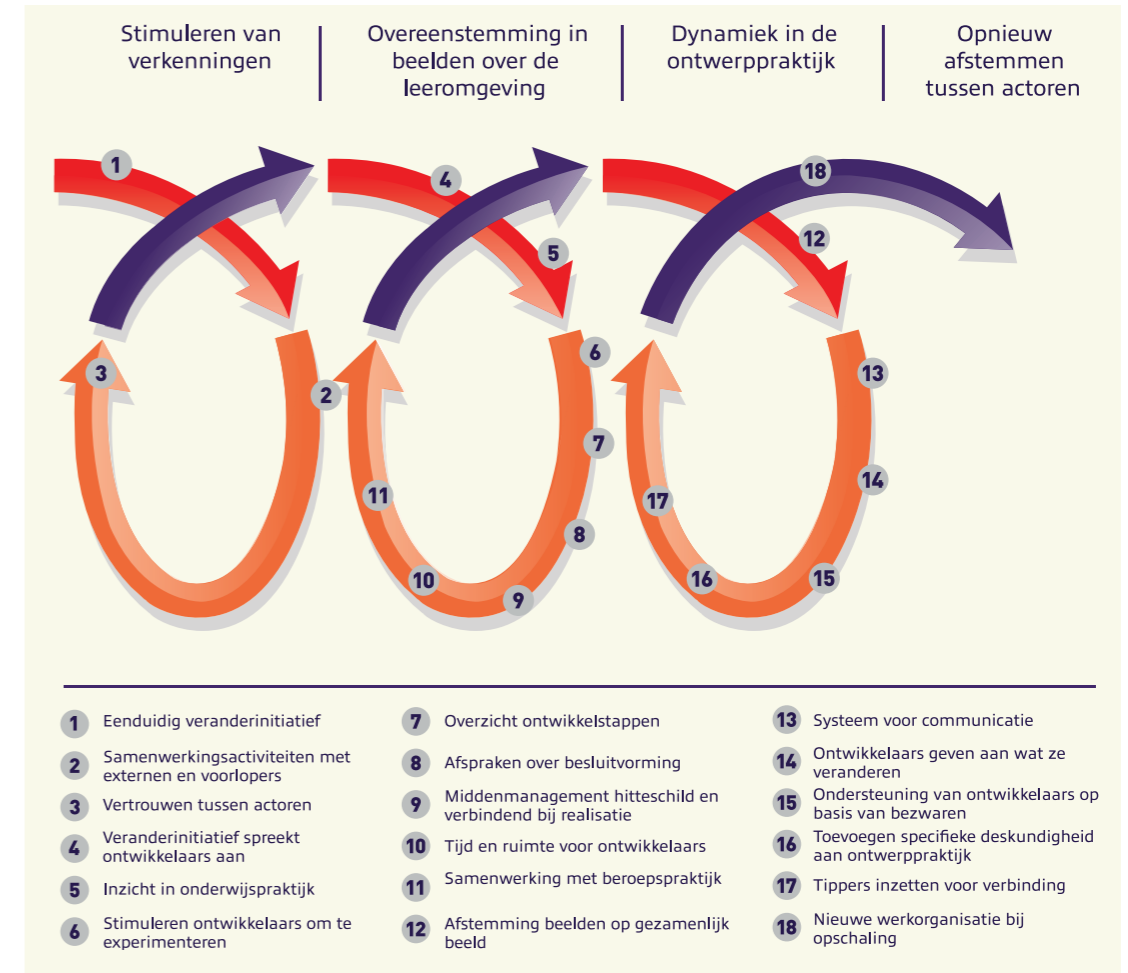 Stimuleren van
verkenningen
Overeenstemming in
beelden over de
leeromgeving
Dynamiek in de
ontwerppraktijk
Opnieuw
afstemmen
tussen actoren
1
2
3
4
5
6
7
8
9
10
11
12
13
14
15
16
17
18
1 Eenduidig veranderinitiatief
2 Samenwerkingsactiviteiten met
externen en voorlopers
3 Vertrouwen tussen actoren
4 Veranderinitiatief spreekt
ontwikkelaars aan
5 Inzicht in onderwijspraktijk
6 Stimuleren ontwikkelaars om te
experimenteren
7 Overzicht ontwikkelstappen
8 Afspraken over besluitvorming
9 Middenmanagement hitteschild en
verbindend bij realisatie
10 Tijd en ruimte voor ontwikkelaars
11 Samenwerking met beroepspraktijk
12 Afstemming beelden op gezamenlijk
beeld
13 Systeem voor communicatie
14 Ontwikkelaars geven aan wat ze
veranderen
15 Ondersteuning van ontwikkelaars op
basis van bezwaren
16 Toevoegen specifieke deskundigheid
aan ontwerppraktijk
17 Tippers inzetten voor verbinding
18 Nieuwe werkorganisatie bij
opschaling